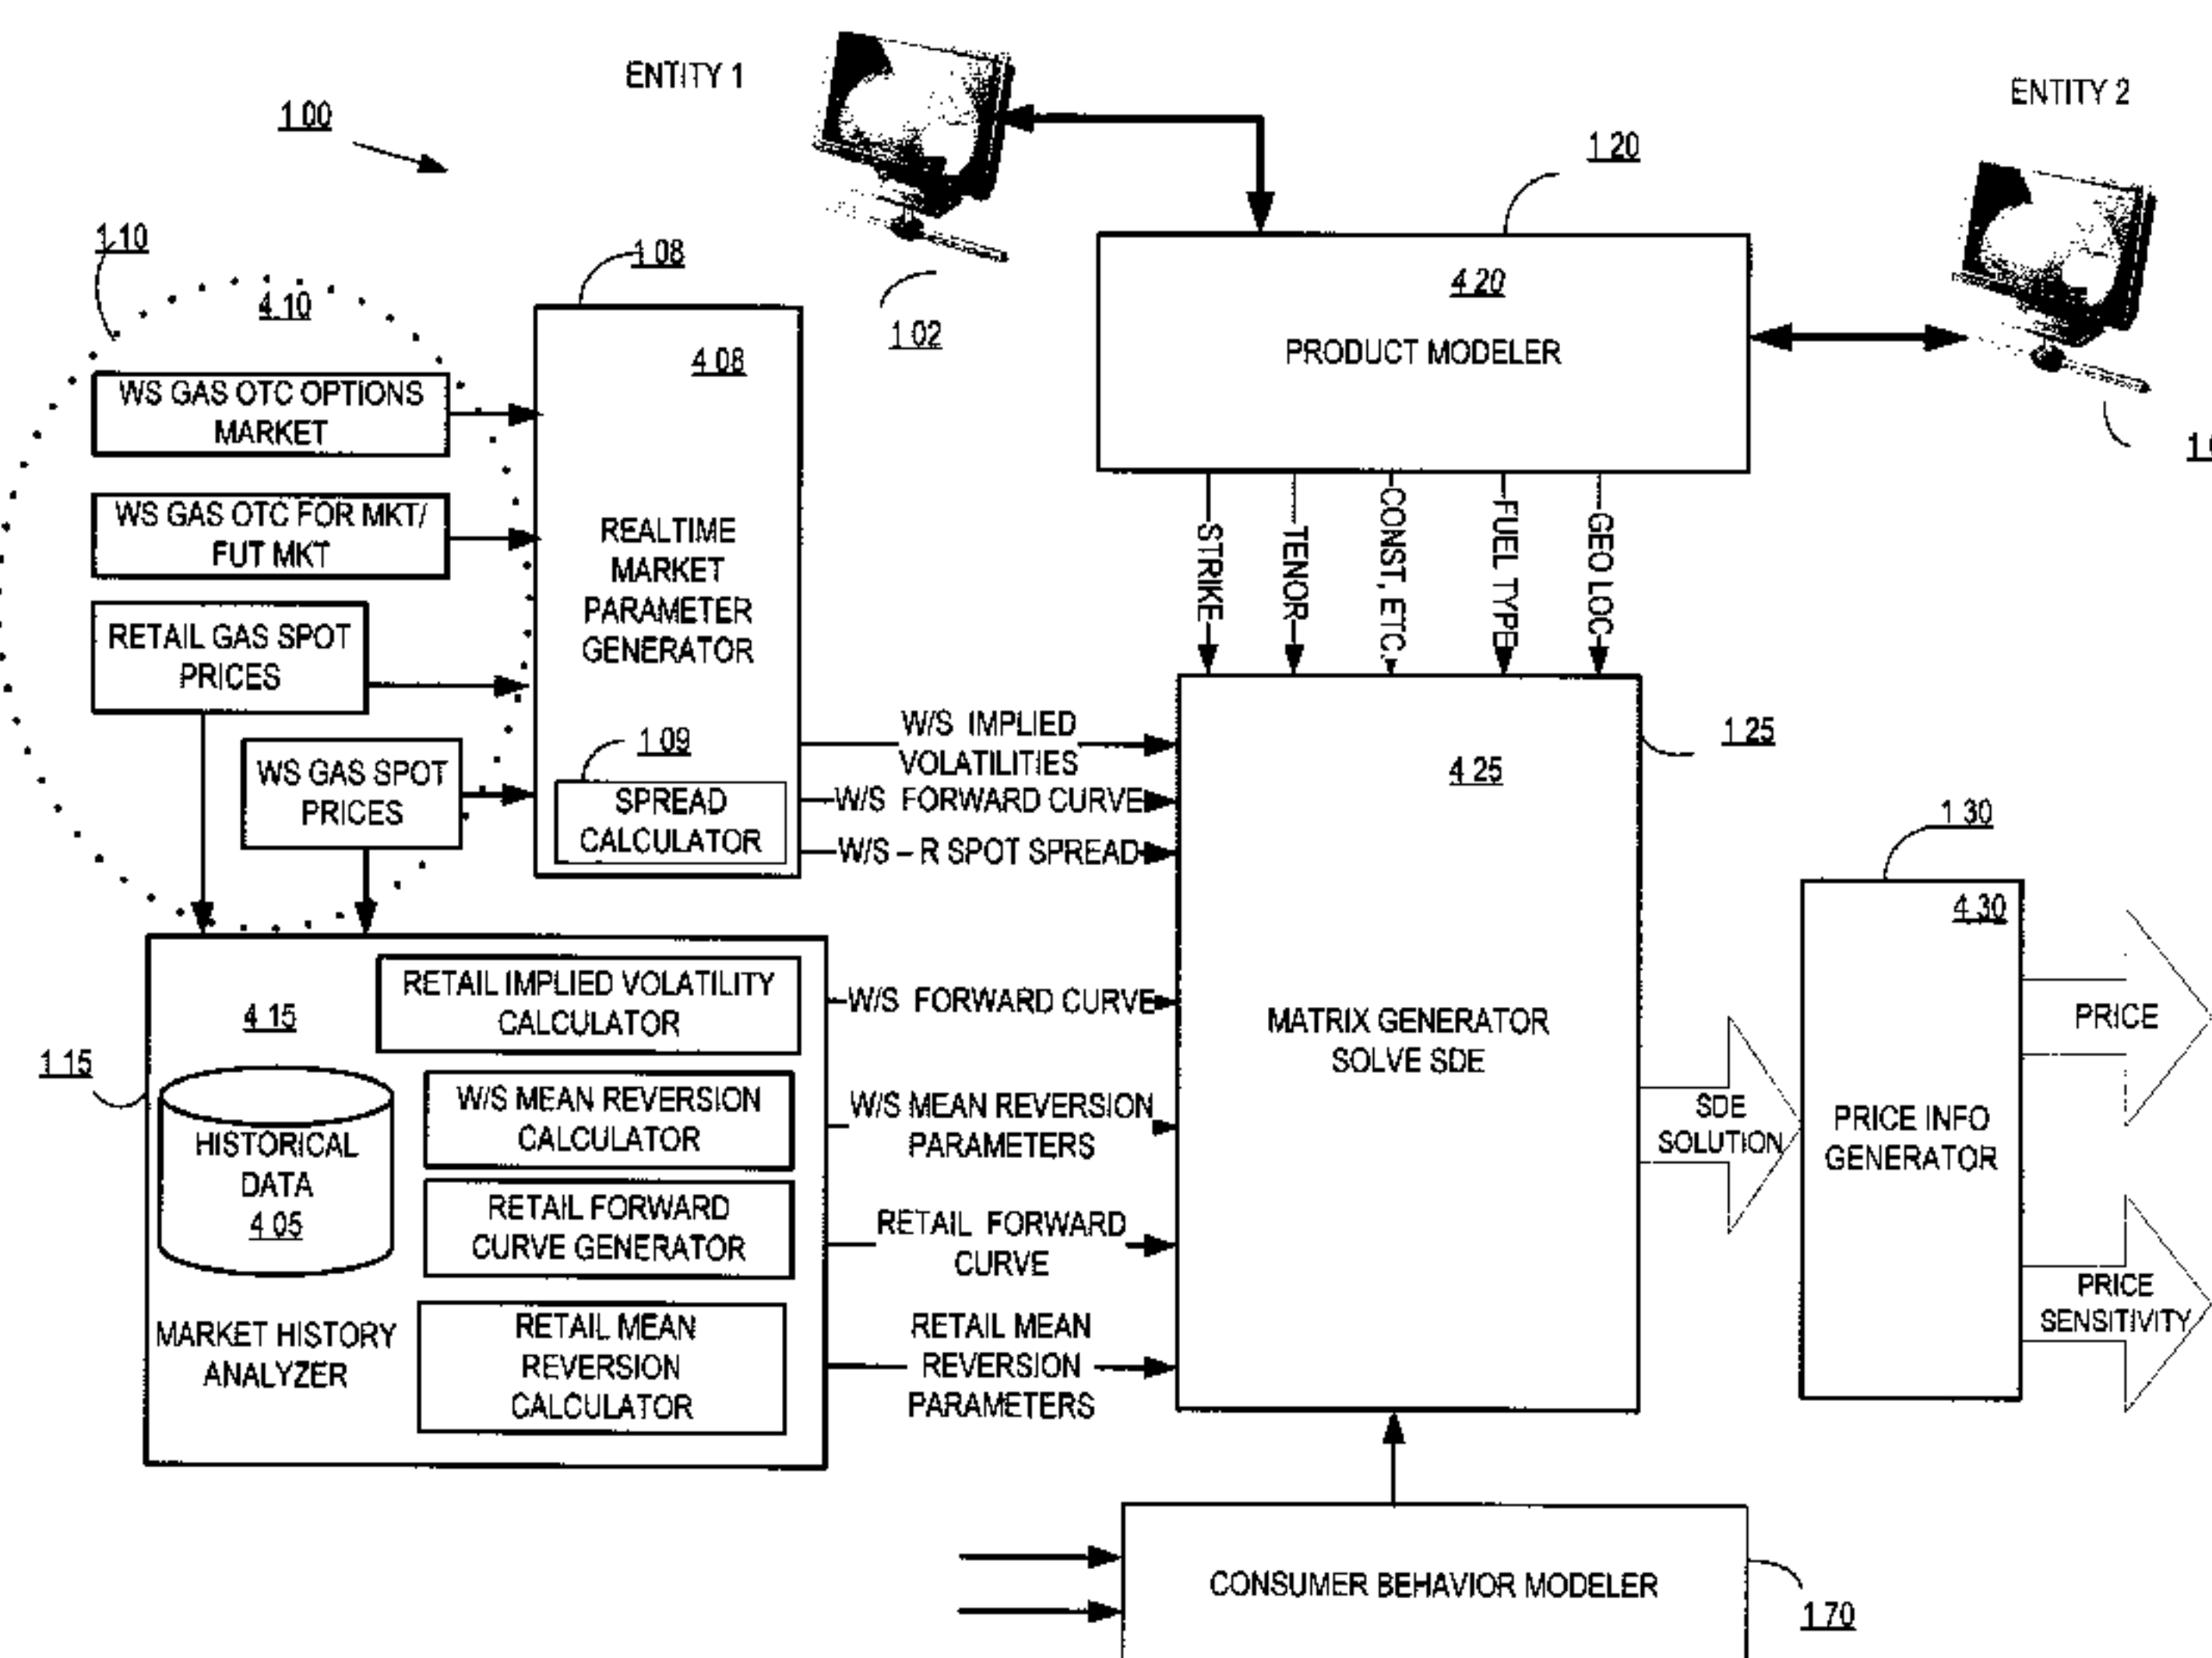 ENTITY 1
ENTITY 2
100
120
110
108
410
420
102
408
PRODUCT MODELER
WS GAS OTC OPTIONS
MARKET
WS GAS OTC FOR MKT/
FUT MKT
REALTIME
MARKET
PARAMETER
GENERATOR
STRIKE
TENOR
CONST, ETC
FUEL TYPE
GEO LOC
RETAIL GAS SPOT
PRICES
WS GAS SPOT
PRICES
109
SPREAD
CALCULATOR
W/S IMPLIED
VOLATILITIES
W/S FORWARD CURVE
W/S – R SPOT SPREAD
125
425
130
430
RETAIL IMPLIED VOLATILITY
CALCULATOR
415
115
W/S FORWARD CURVE
MATRIX GENERATOR
SOLVE SDE
PRICE
W/S MEAN REVERSION
CALCULATOR
W/S MEAN REVERSION
PARAMETERS
HISTORICAL
DATA
405
SDE
SOLUTION
PRICE INFO
GENERATOR
RETAIL FORWARD
CURVE GENERATOR
RETAIL FORWARD
CURVE
PRICE
SENSITIVITY
MARKET HISTORY
ANALYZER
RETAIL MEAN
REVERSION
CALCULATOR
RETAIL MEAN
REVERSION
PARAMETERS
CONSUMER BEHAVIOR MODELER
170